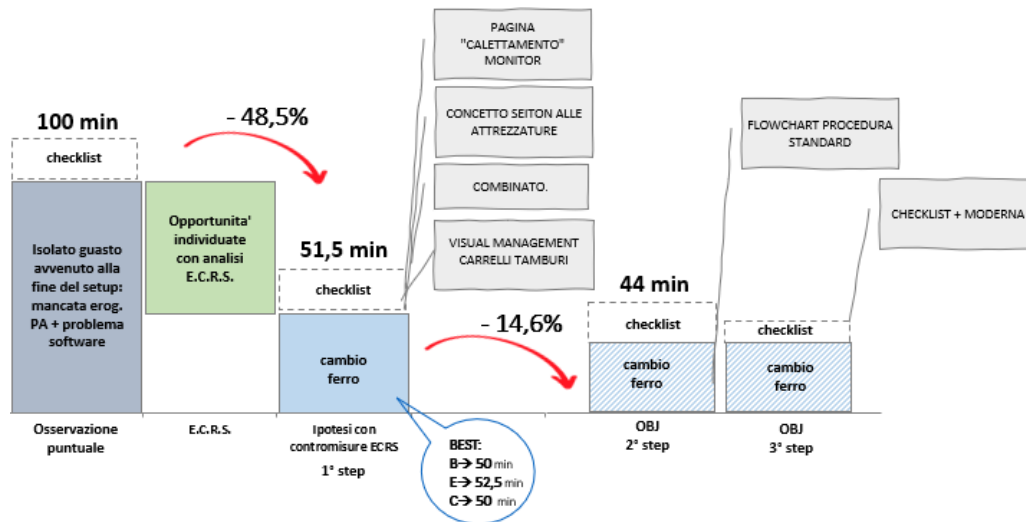 PAGINA
"CALETTAMENTO"
MONITOR
100 min
checklist
- 48,5%
CONCETTO SEITON ALLE
ATTREZZATURE
FLOWCHART PROCEDURA
STANDARD
Isolato guasto
avvenuto alla
fine del setup:
mancata erog.
PA + problema
software
Opportunita'
individuate
con analisi
E.C.R.S.
COMBINATO.
CHECKLIST + MODERNA
51,5 min
checklist
VISUAL MANAGEMENT
CARRELLI TAMBURI
cambio
ferro
- 14,6%
44 min
checklist
cambio
ferro
checklist
cambio
ferro
Osservazione
puntuale
E.C.R.S.
Ipotesi con
contromisure ECRS
1° step
BEST:
B→ 50 min
E→ 52,5 min
C→ 50 min
OBJ
2° step
OBJ
3° step